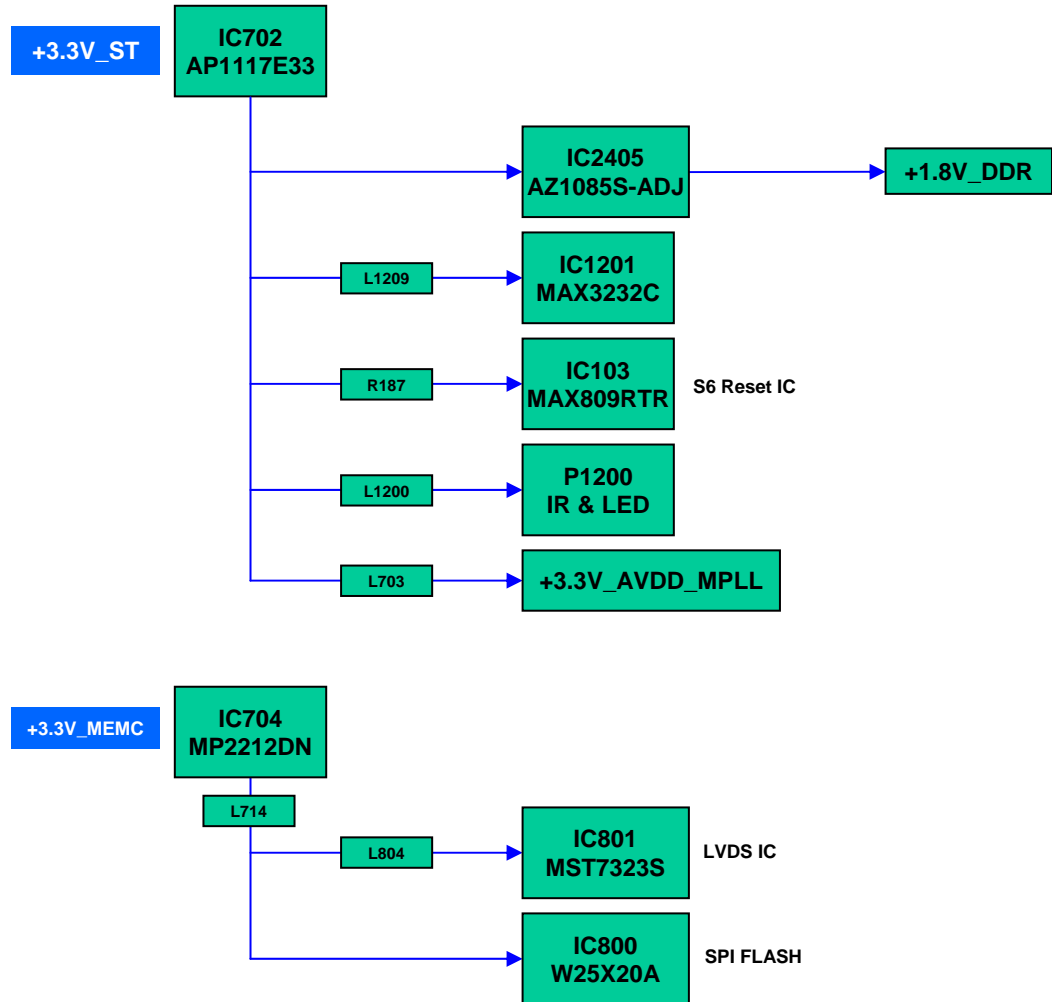 +3.3V_ST
IC702
AP1117E33
IC2405
AZ1085S-ADJ
+1.8V_DDR
L1209
IC1201
MAX3232C
R187
IC103
MAX809RTR
S6 Reset IC
L1200
P1200
IR & LED
L703
+3.3V_AVDD_MPLL
+3.3V_MEMC
IC704
MP2212DN
L714
L804
IC801
MST7323S
LVDS IC
IC800
W25X20A
SPI FLASH